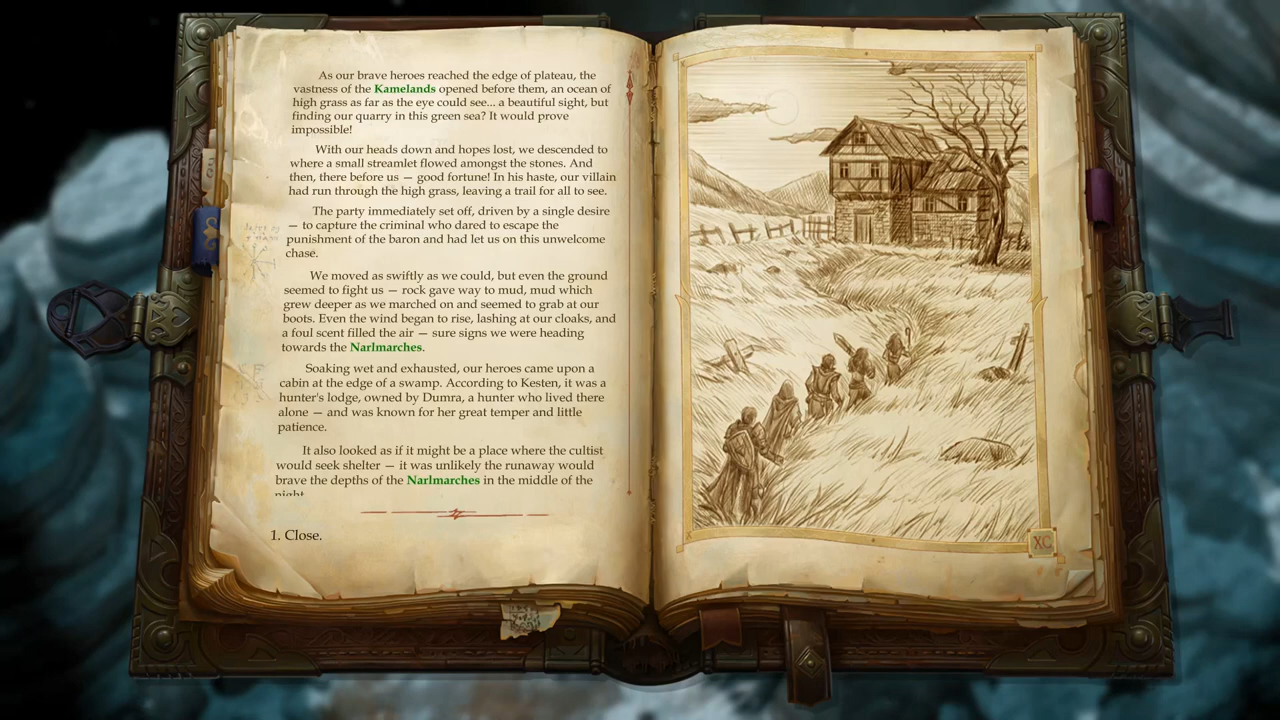 As our brave heroes reached the edge of plateau, the
vastness of the Kamelands opened before them, an ocean of
high grass as far as the eye could see... a beautiful sight, but
finding our quarry in this green sea? It would prove
impossible!
With our heads down and hopes lost, we descended to
where a small streamlet flowed amongst the stones. And
then, there before us — good fortune! In his haste, our villain
had run through the high grass, leaving a trail for all to see.
The party immediately set off, driven by a single desire
— to capture the criminal who dared to escape the
punishment of the baron and had let us on this unwelcome
chase.
We moved as swiftly as we could, but even the ground
seemed to fight us — rock gave way to mud, mud which
grew deeper as we marched on and seemed to grab at our
boots. Even the wind began to rise, lashing at our cloaks, and
a foul scent filled the air — sure signs we were heading
towards the Narlmarches.
Soaking wet and exhausted, our heroes came upon a
cabin at the edge of a swamp. According to Kesten, it was a
hunter's lodge, owned by Dumra, a hunter who lived there
alone — and was known for her great temper and little
patience.
It also looked as if it might be a place where the cultist
would seek shelter — it was unlikely the runaway would
brave the depths of the Narlmarches in the middle of the
night
1. Close.
XC